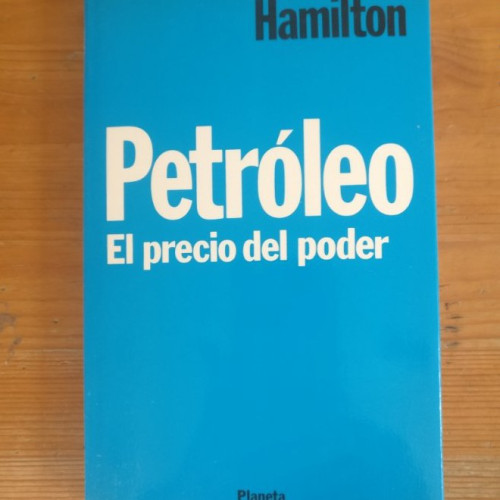 Hamilton
Petróleo
El precio del poder
Planeta